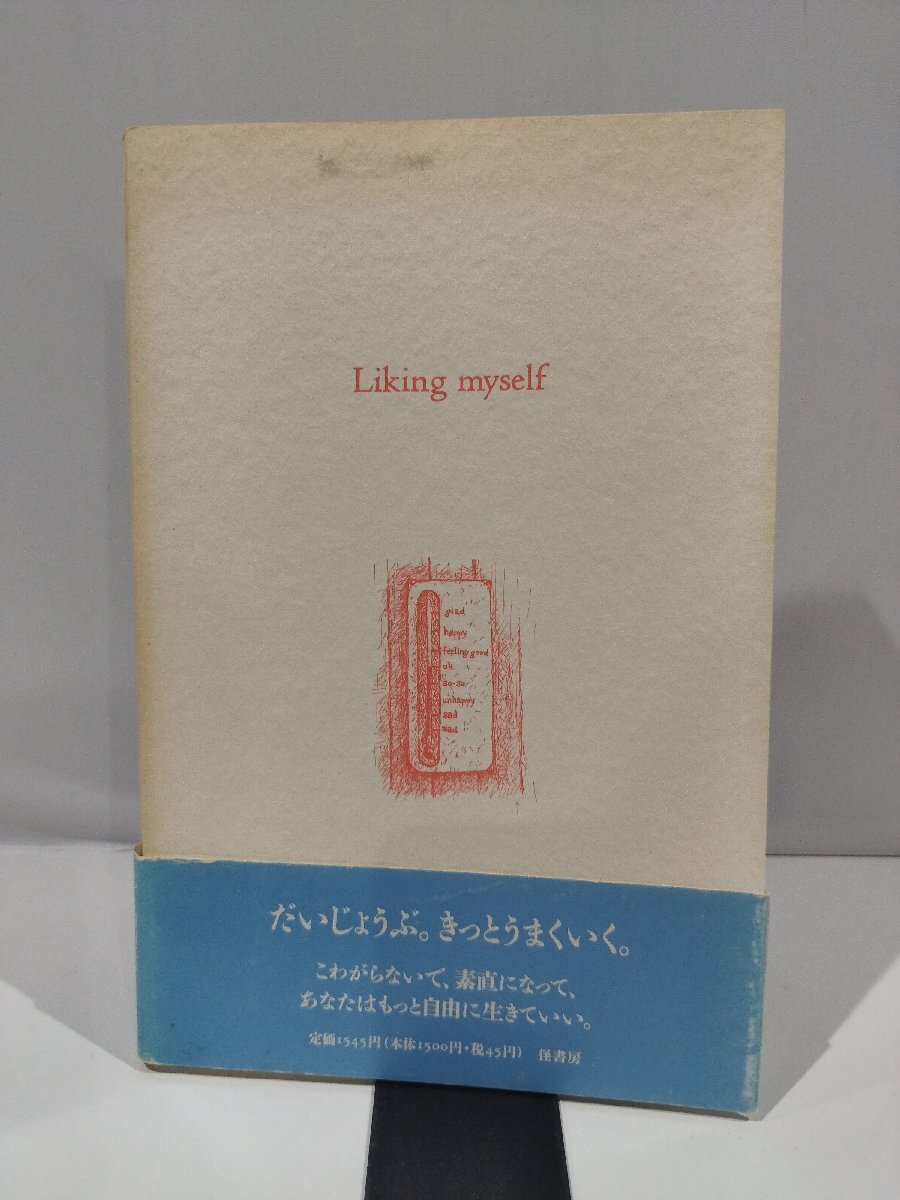 Liking myself
glad
happy
feeling good
ok
so-so
unhappy
sad
だいじょうぶ。きっとうまくいく。
こわがらないで、素直になって、
あなたはもっと自由に生きていい。
定価1545円(本体1500円・税45円) 径書房